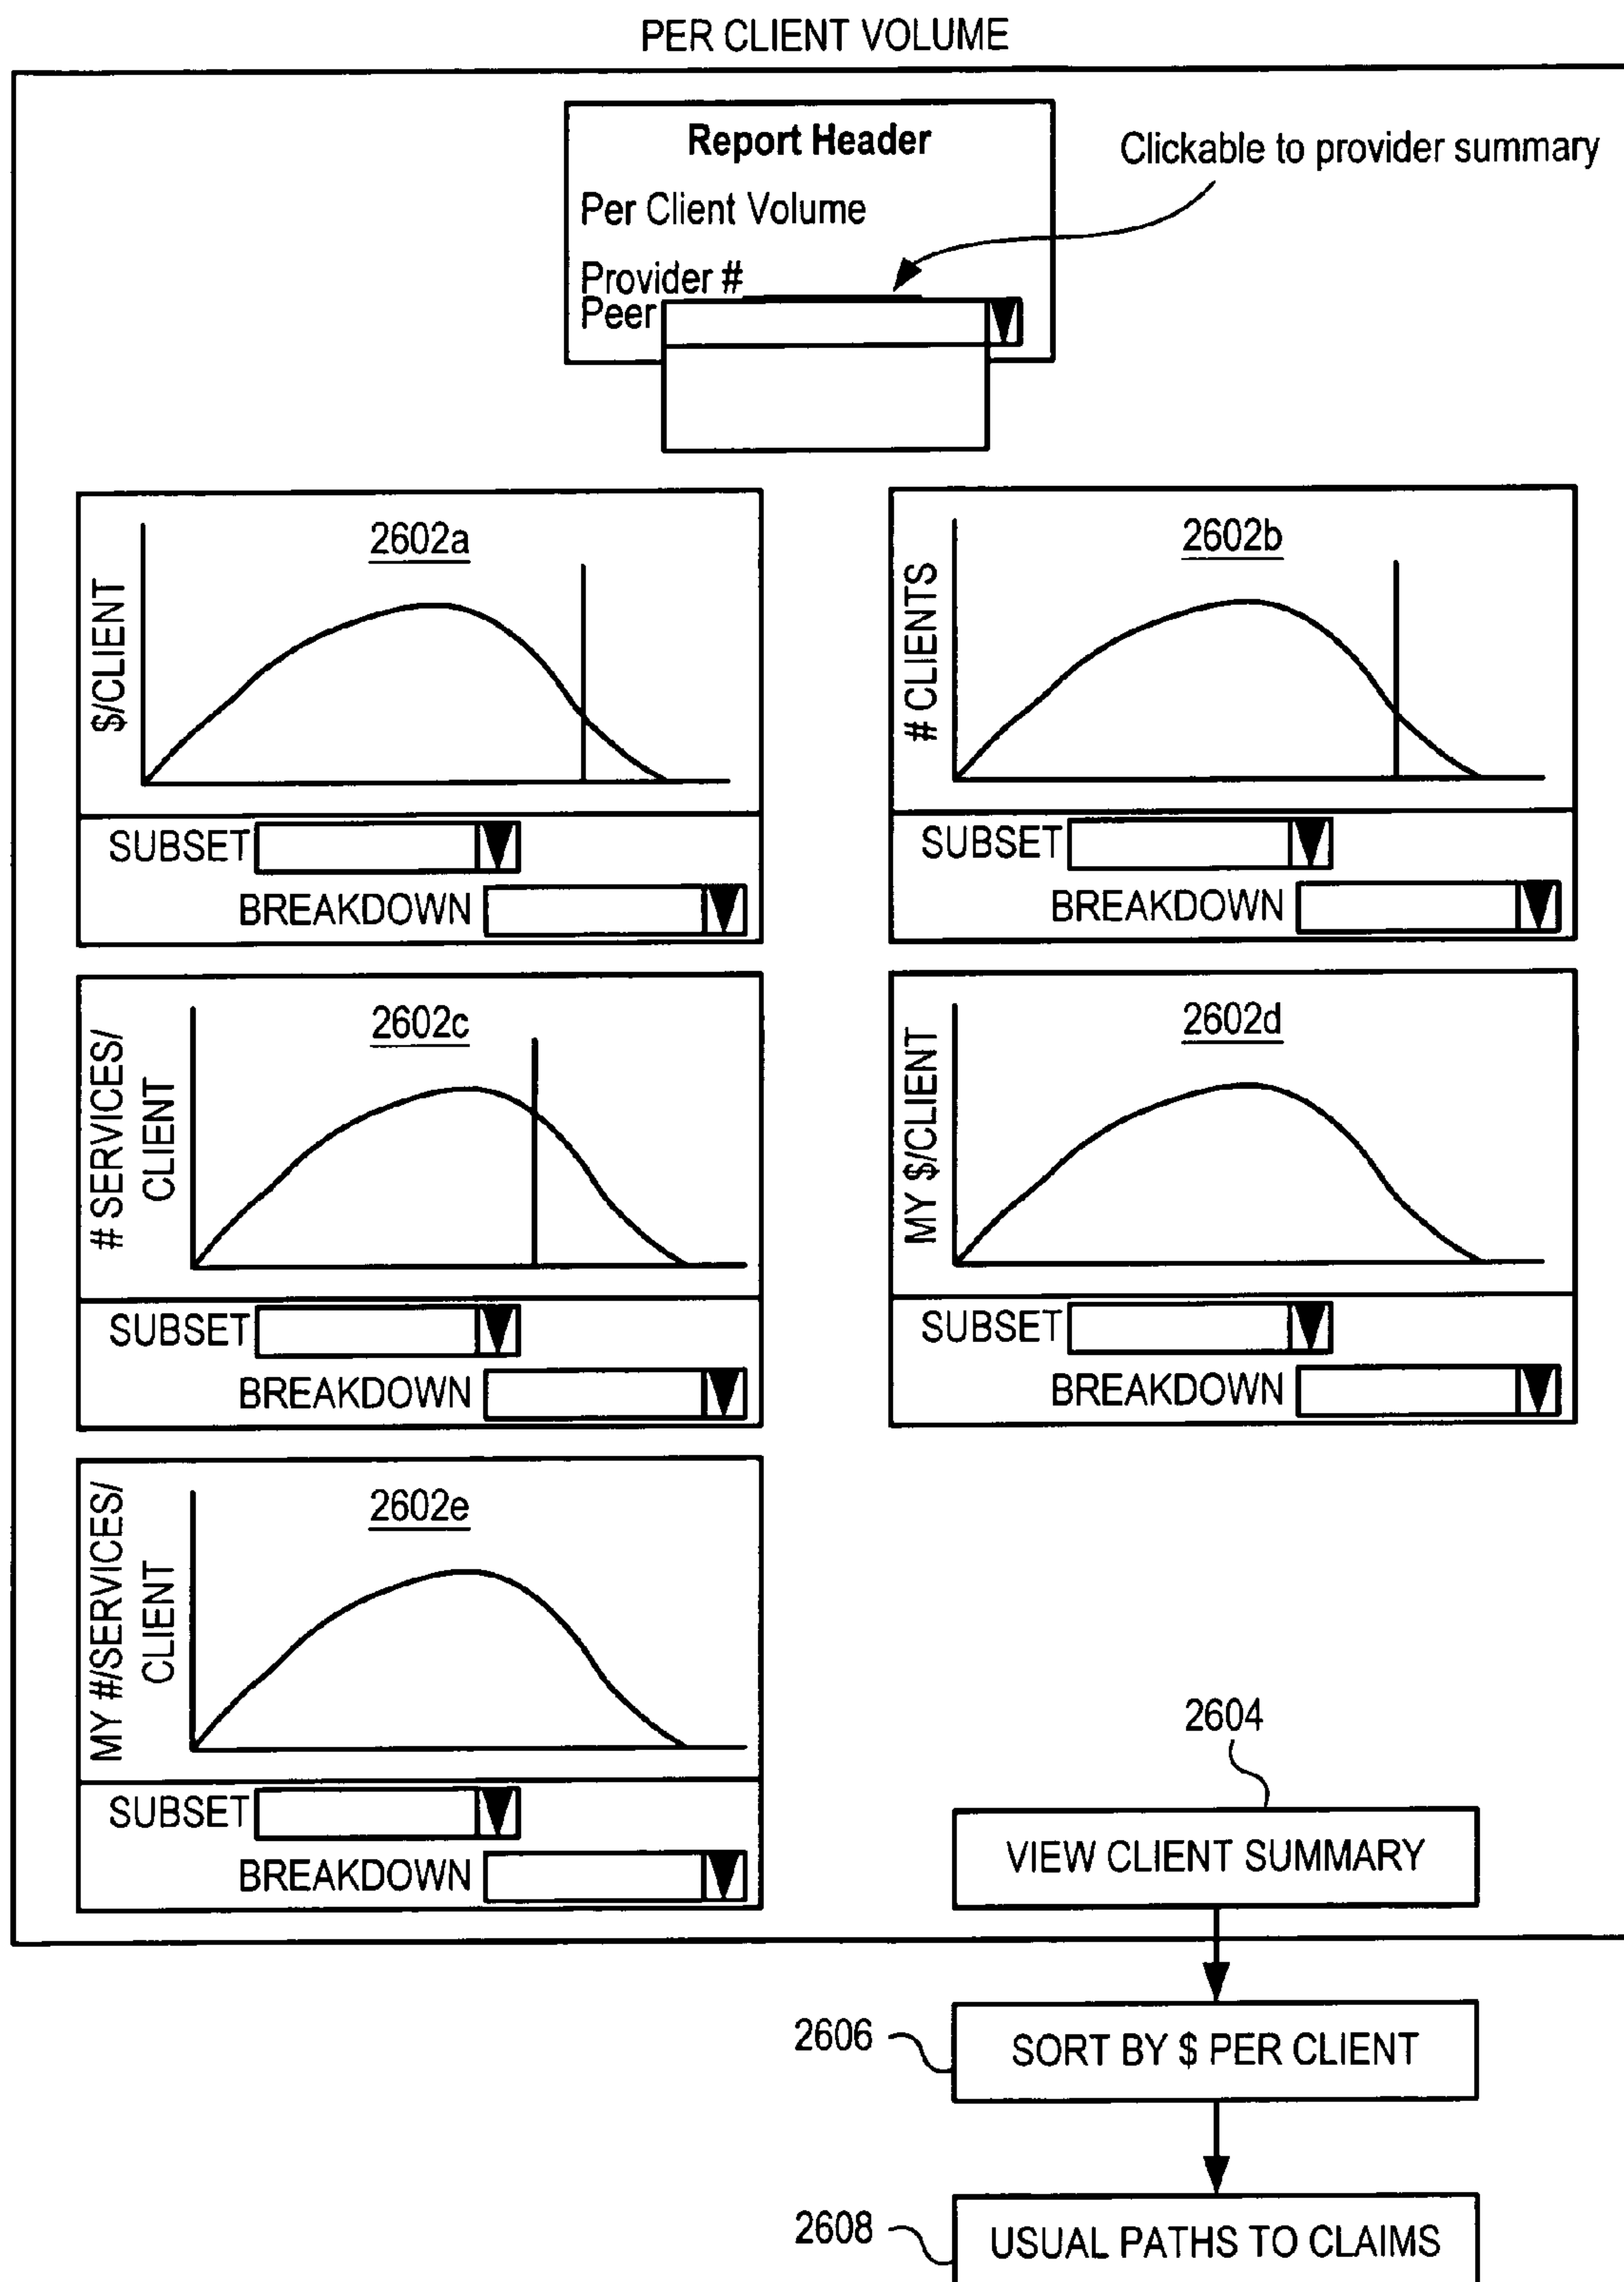 PER CLIENT VOLUME
Report Header
Clickable to provider summary
Per Client Volume
Provider #
Peer
2602a
$/CLIENT
SUBSET
BREAKDOWN
2602b
# CLIENTS
SUBSET
BREAKDOWN
2602c
# SERVICES/
CLIENT
SUBSET
BREAKDOWN
2602d
MY $/CLIENT
SUBSET
BREAKDOWN
2602e
MY #/SERVICES/
CLIENT
SUBSET
BREAKDOWN
2604
VIEW CLIENT SUMMARY
2606
SORT BY $ PER CLIENT
2608
USUAL PATHS TO CLAIMS